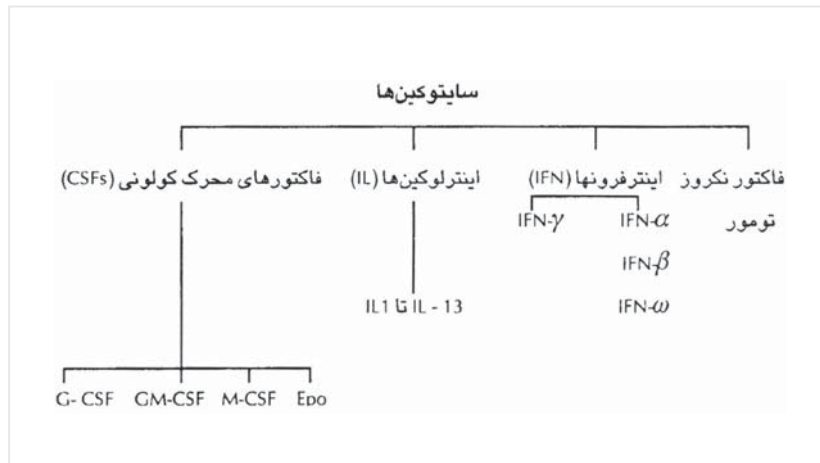 سایتوکین‌ها
فاکتور نکروز تومور
اینترفرونها (IFN)
اینترلوکین‌ها (IL)
فاکتورهای محرک کولونی (CSFs)
IFN-α
IFN-γ
IFN-β
IFN-ω
IL1 تا IL - 13
G- CSF GM-CSF M-CSF Epo